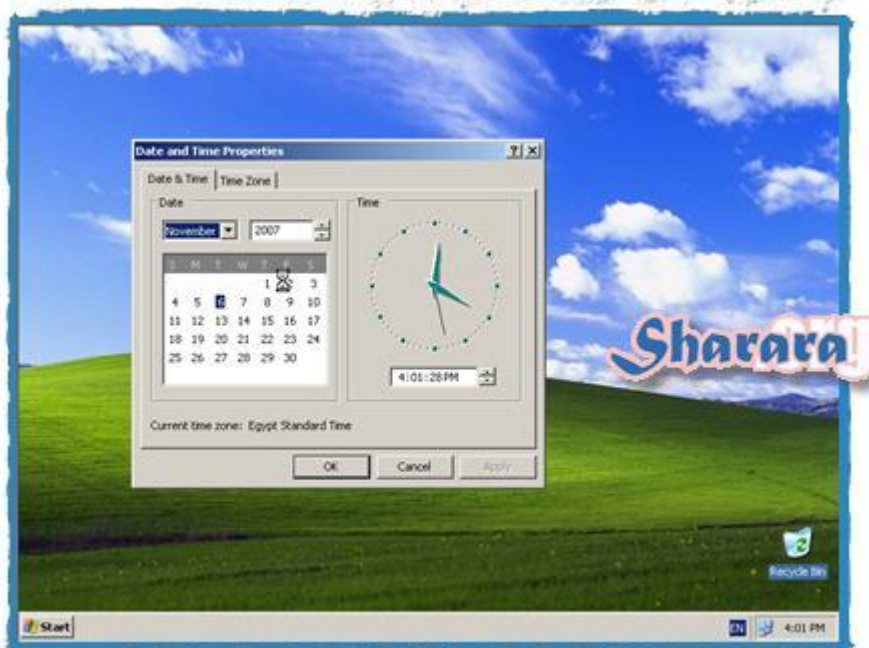 Date and Time Properties
Date & Time
Time Zone
Date
Time
November
2007
S M T W T F S
1 3
4 5 6 7 8 9 10
11 12 13 14 15 16 17
18 19 20 21 22 23 24
25 26 27 28 29 30
4:01:28 PM
Current time zone: Egypt Standard Time
OK
Cancel
Apply
Sharara
.org
Recycle Bin
Start
EN
4:01 PM